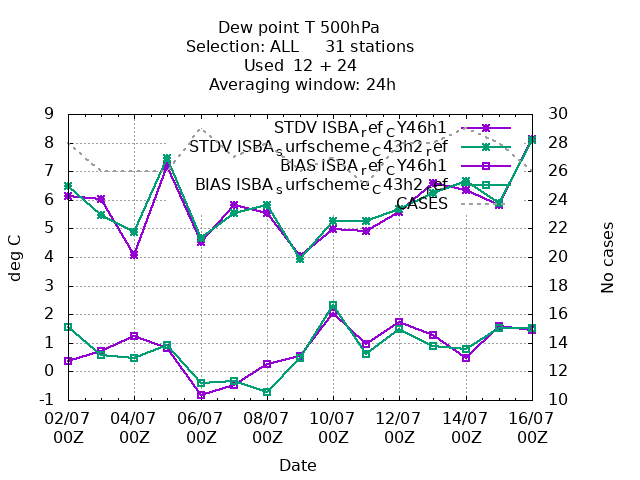 Dew point T 500hPa
Selection: ALL 31 stations
Used 12 + 24
Averaging window: 24h
STDV ISBA_ref_CY46h1
STDV ISBA_surfscheme_C43h2_ref
BIAS ISBA_ref_CY46h1
BIAS ISBA_surfscheme_C43h2_ref
CASES
deg C
No cases
9
8
7
6
5
4
3
2
1
0
-1
30
28
26
24
22
20
18
16
14
12
10
02/07 04/07 06/07 08/07 10/07 12/07 14/07 16/07
00Z 00Z 00Z 00Z 00Z 00Z 00Z 00Z
Date